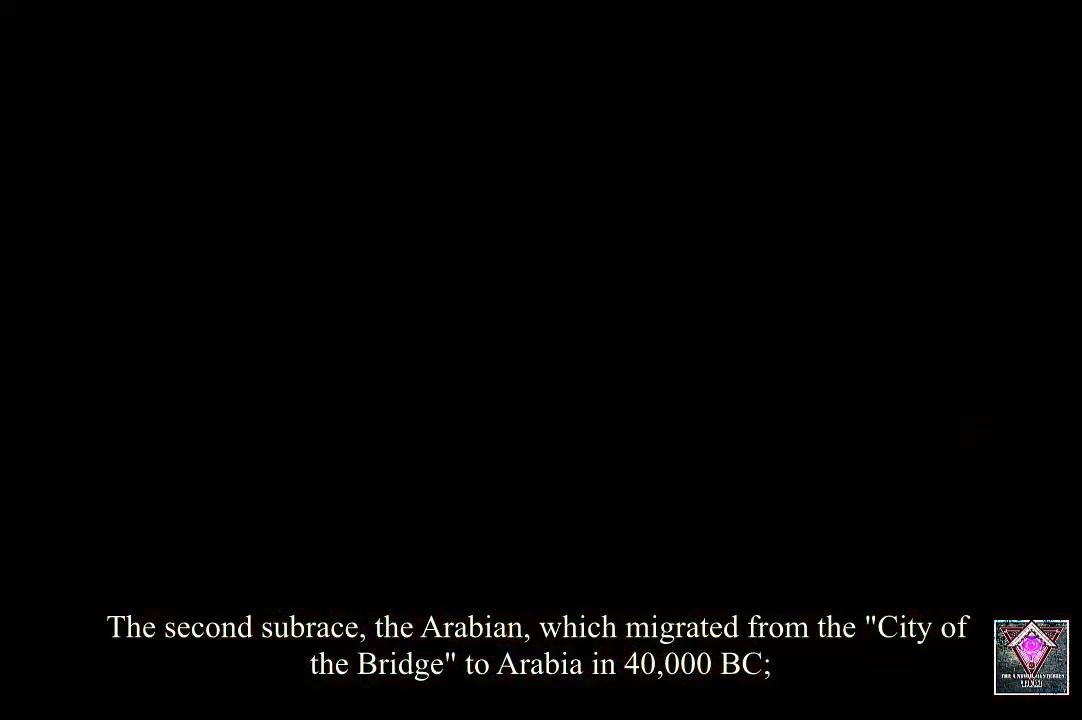 The second subrace, the Arabian, which migrated from the "City of
the Bridge" to Arabia in 40,000 BC;